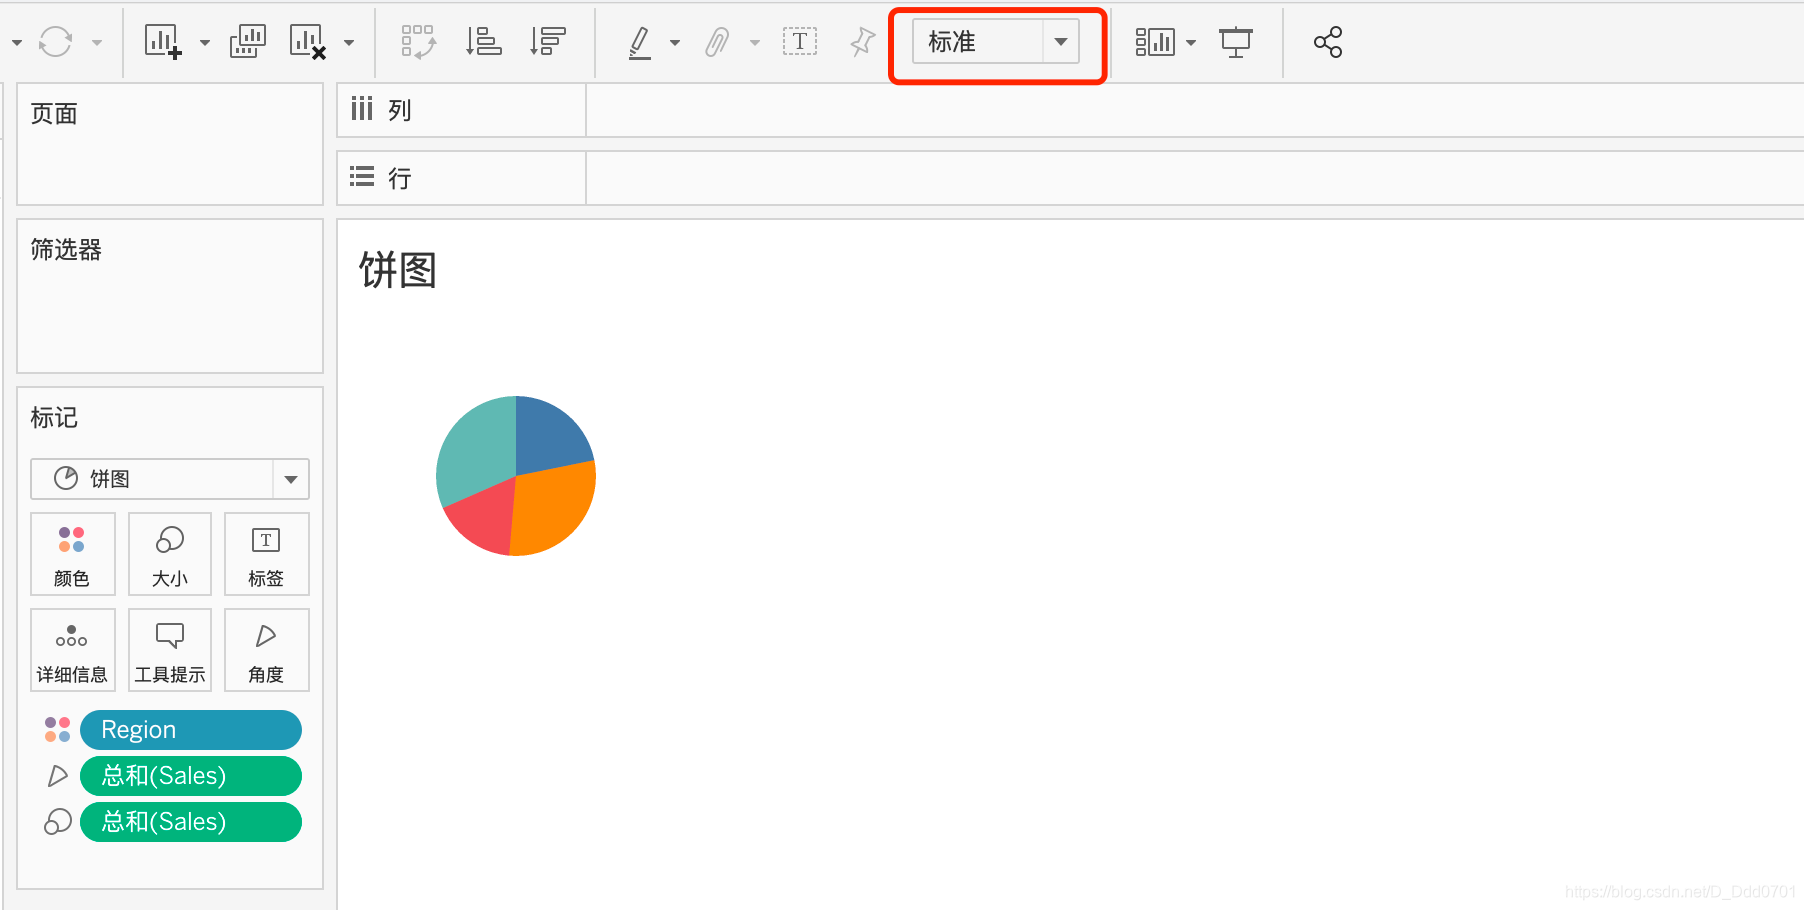 标准
页面
列
行
筛选器
饼图
标记
饼图
颜色
大小
T
标签
详细信息
工具提示
角度
Region
总和(Sales)
总和(Sales)
https://blog.csdn.net/D_Ddd0701